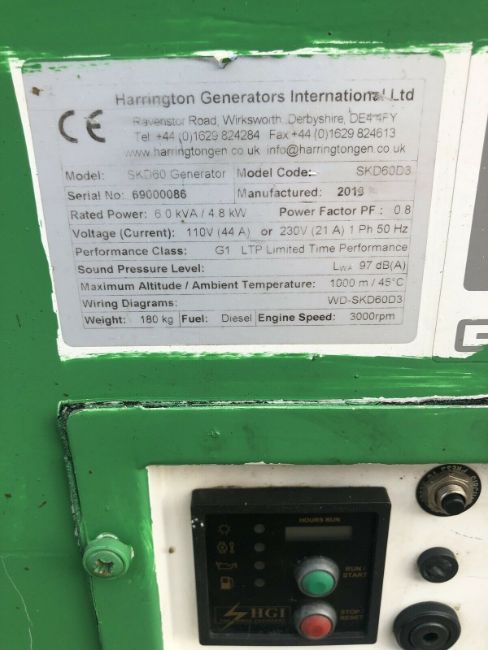 CE
Harrington Generators International Ltd
Ravenstor Road, Wirksworth, Derbyshire, DE4 4FY
Tel +44 (0)1629 824284 Fax +44 (0)1629 824613
www.harringtongen.co.uk info@harringtongen.co.uk
Model: SKD60 Generator Model Code: SKD60D3
Serial No: 69000086 Manufactured: 2019
Rated Power: 6.0 kVA / 4.8 kW Power Factor PF : 0.8
Voltage (Current): 110V (44 A) or 230V (21 A) 1 Ph 50 Hz
Performance Class: G1 LTP Limited Time Performance
Sound Pressure Level: LWA 97 dB(A)
Maximum Altitude / Ambient Temperature: 1000 m / 45°C
Wiring Diagrams: WD-SKD60D3
Weight: 180 kg Fuel: Diesel Engine Speed: 3000rpm
HOURS RUN
RUN / START
STOP / RESET
HGI